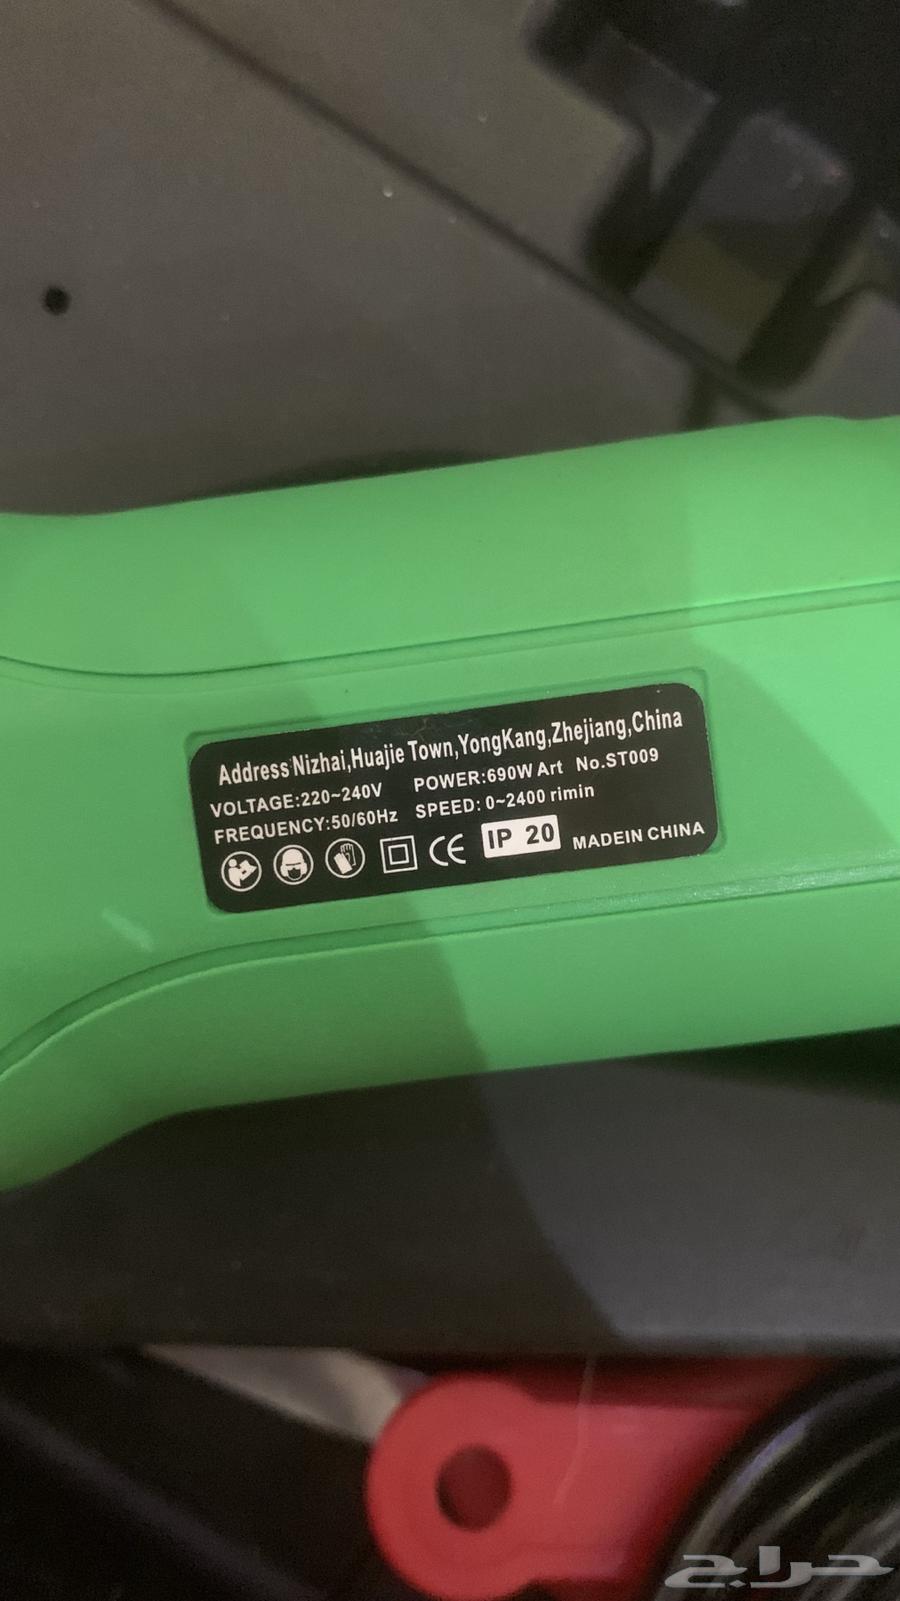 Address Nizhai,Huajie Town,YongKang,Zhejiang,China
VOLTAGE:220~240V POWER:690W Art No.ST009
FREQUENCY:50/60Hz SPEED: 0~2400 rimin
CE IP 20 MADEIN CHINA
حراج